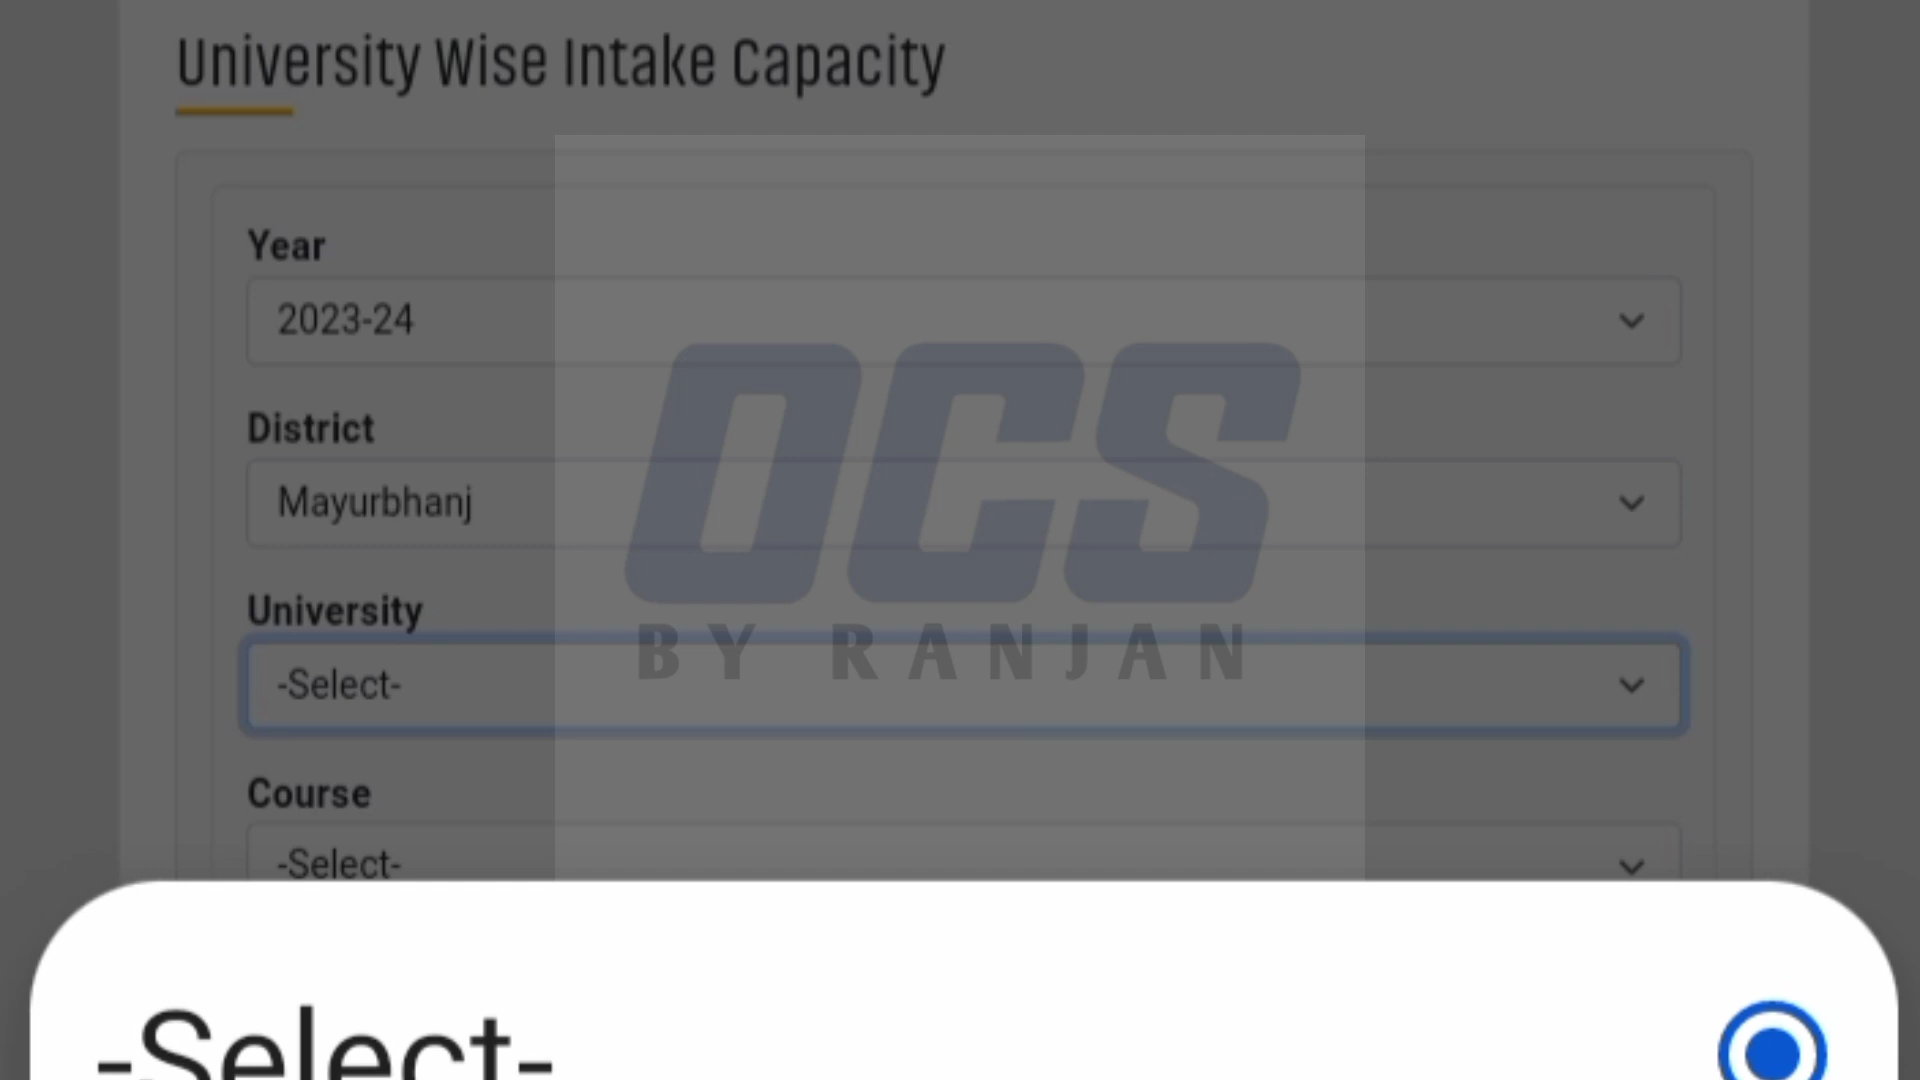 University Wise Intake Capacity
Year
2023-24
District
Mayurbhanj
University
-Select-
Course
-Select-
OCS
BY RANJAN
-Select-